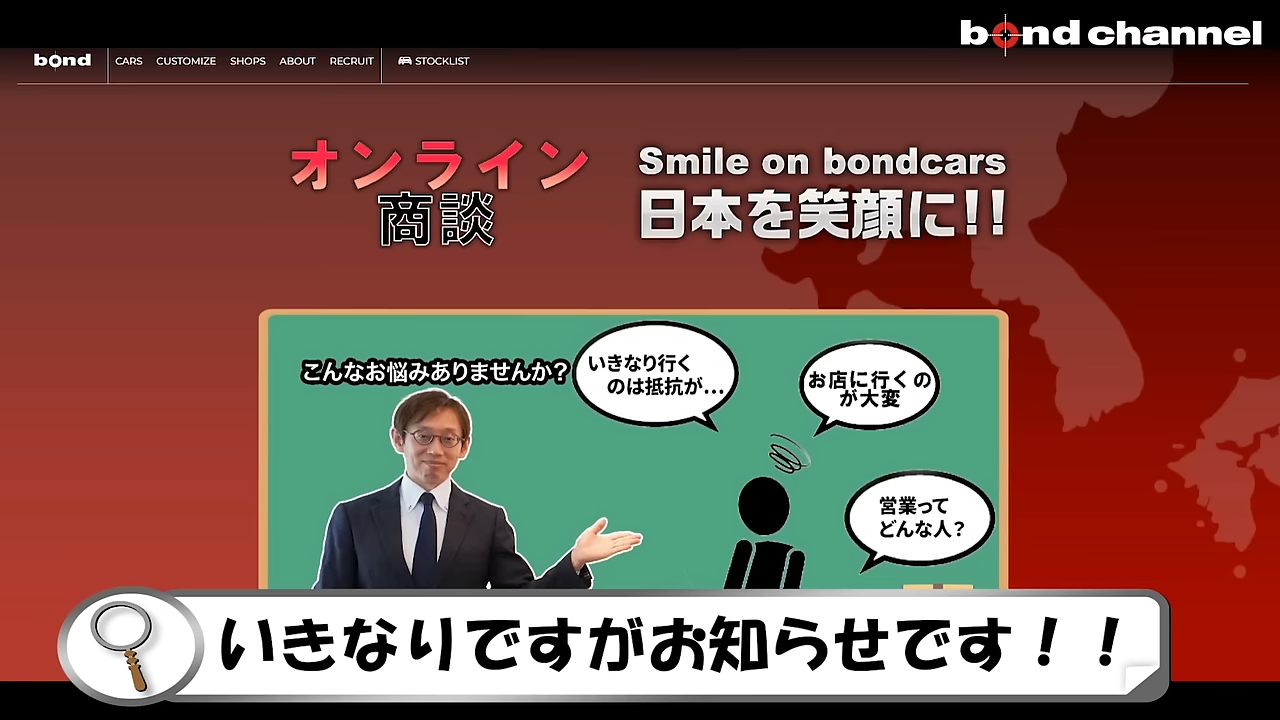 bond channel
bond
CARS CUSTOMIZE SHOPS ABOUT RECRUIT STOCKLIST
オンライン
商談
Smile on bondcars
日本を笑顔に!!
こんなお悩みありませんか?
いきなり行く
のは抵抗が...
お店に行くの
が大変
営業って
どんな人?
いきなりですがお知らせです！！